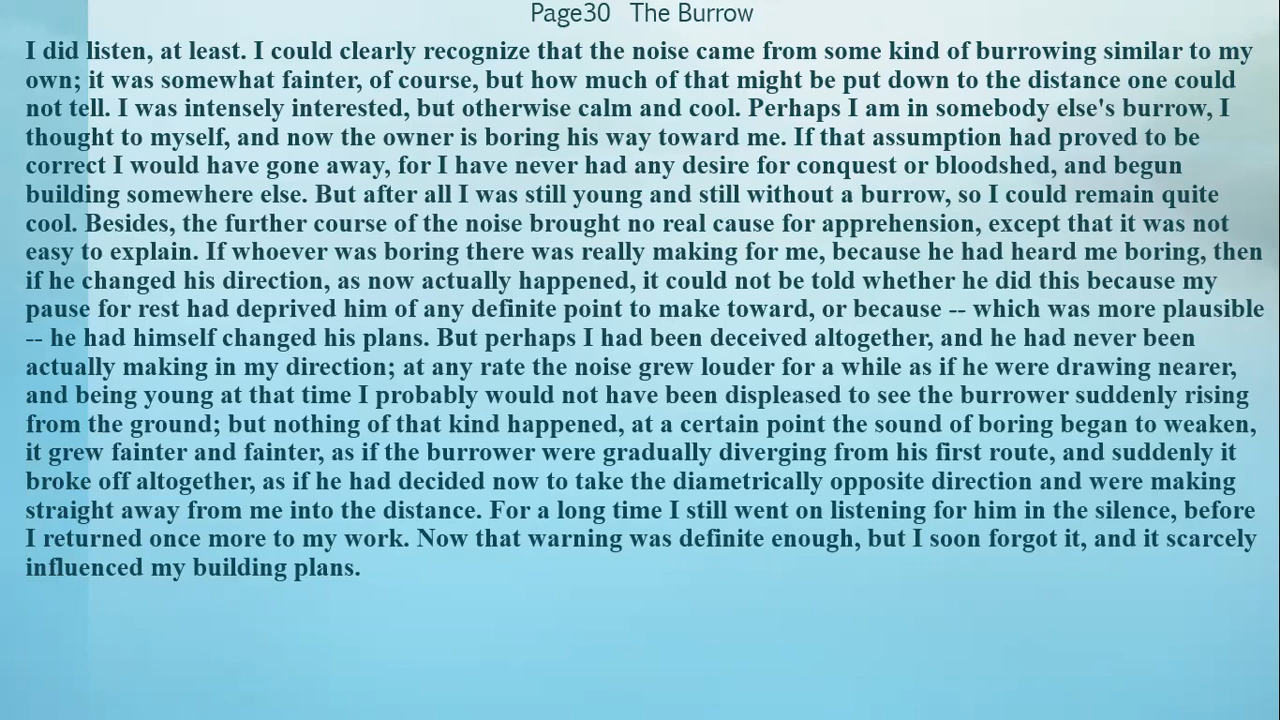 Page30 The Burrow
I did listen, at least. I could clearly recognize that the noise came from some kind of burrowing similar to my
own; it was somewhat fainter, of course, but how much of that might be put down to the distance one could
not tell. I was intensely interested, but otherwise calm and cool. Perhaps I am in somebody else's burrow, I
thought to myself, and now the owner is boring his way toward me. If that assumption had proved to be
correct I would have gone away, for I have never had any desire for conquest or bloodshed, and begun
building somewhere else. But after all I was still young and still without a burrow, so I could remain quite
cool. Besides, the further course of the noise brought no real cause for apprehension, except that it was not
easy to explain. If whoever was boring there was really making for me, because he had heard me boring, then
if he changed his direction, as now actually happened, it could not be told whether he did this because my
pause for rest had deprived him of any definite point to make toward, or because -- which was more plausible
-- he had himself changed his plans. But perhaps I had been deceived altogether, and he had never been
actually making in my direction; at any rate the noise grew louder for a while as if he were drawing nearer,
and being young at that time I probably would not have been displeased to see the burrower suddenly rising
from the ground; but nothing of that kind happened, at a certain point the sound of boring began to weaken,
it grew fainter and fainter, as if the burrower were gradually diverging from his first route, and suddenly it
broke off altogether, as if he had decided now to take the diametrically opposite direction and were making
straight away from me into the distance. For a long time I still went on listening for him in the silence, before
I returned once more to my work. Now that warning was definite enough, but I soon forgot it, and it scarcely
influenced my building plans.